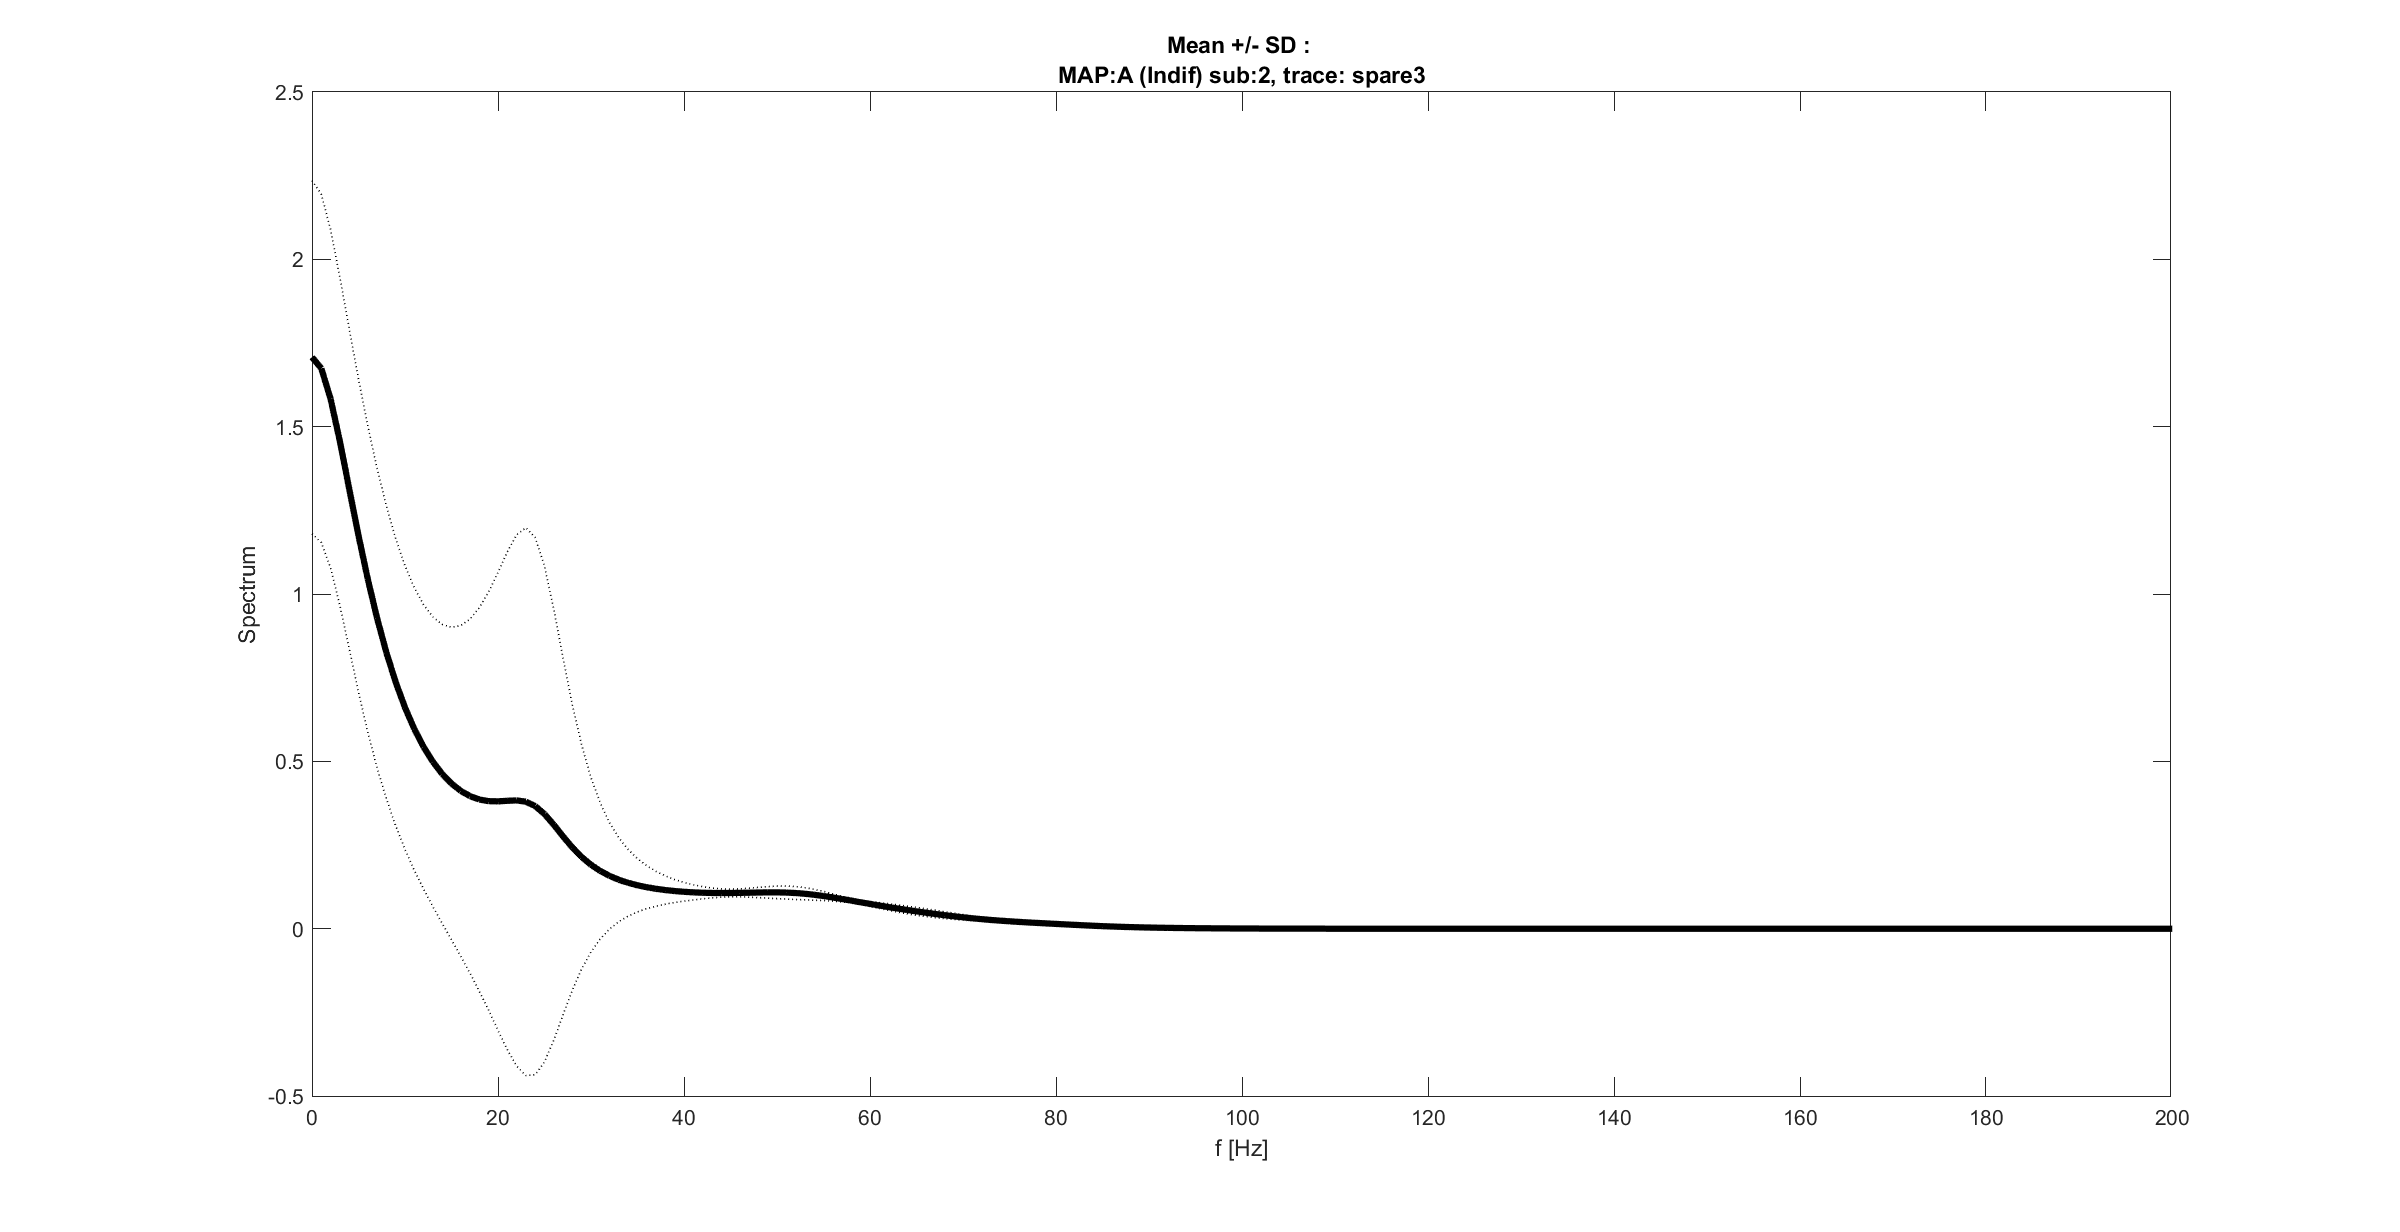 Mean +/- SD :
MAP:A (Indif) sub:2, trace: spare3
2.5
2
1.5
1
0.5
0
-0.5
Spectrum
0 20 40 60 80 100 120 140 160 180 200
f [Hz]